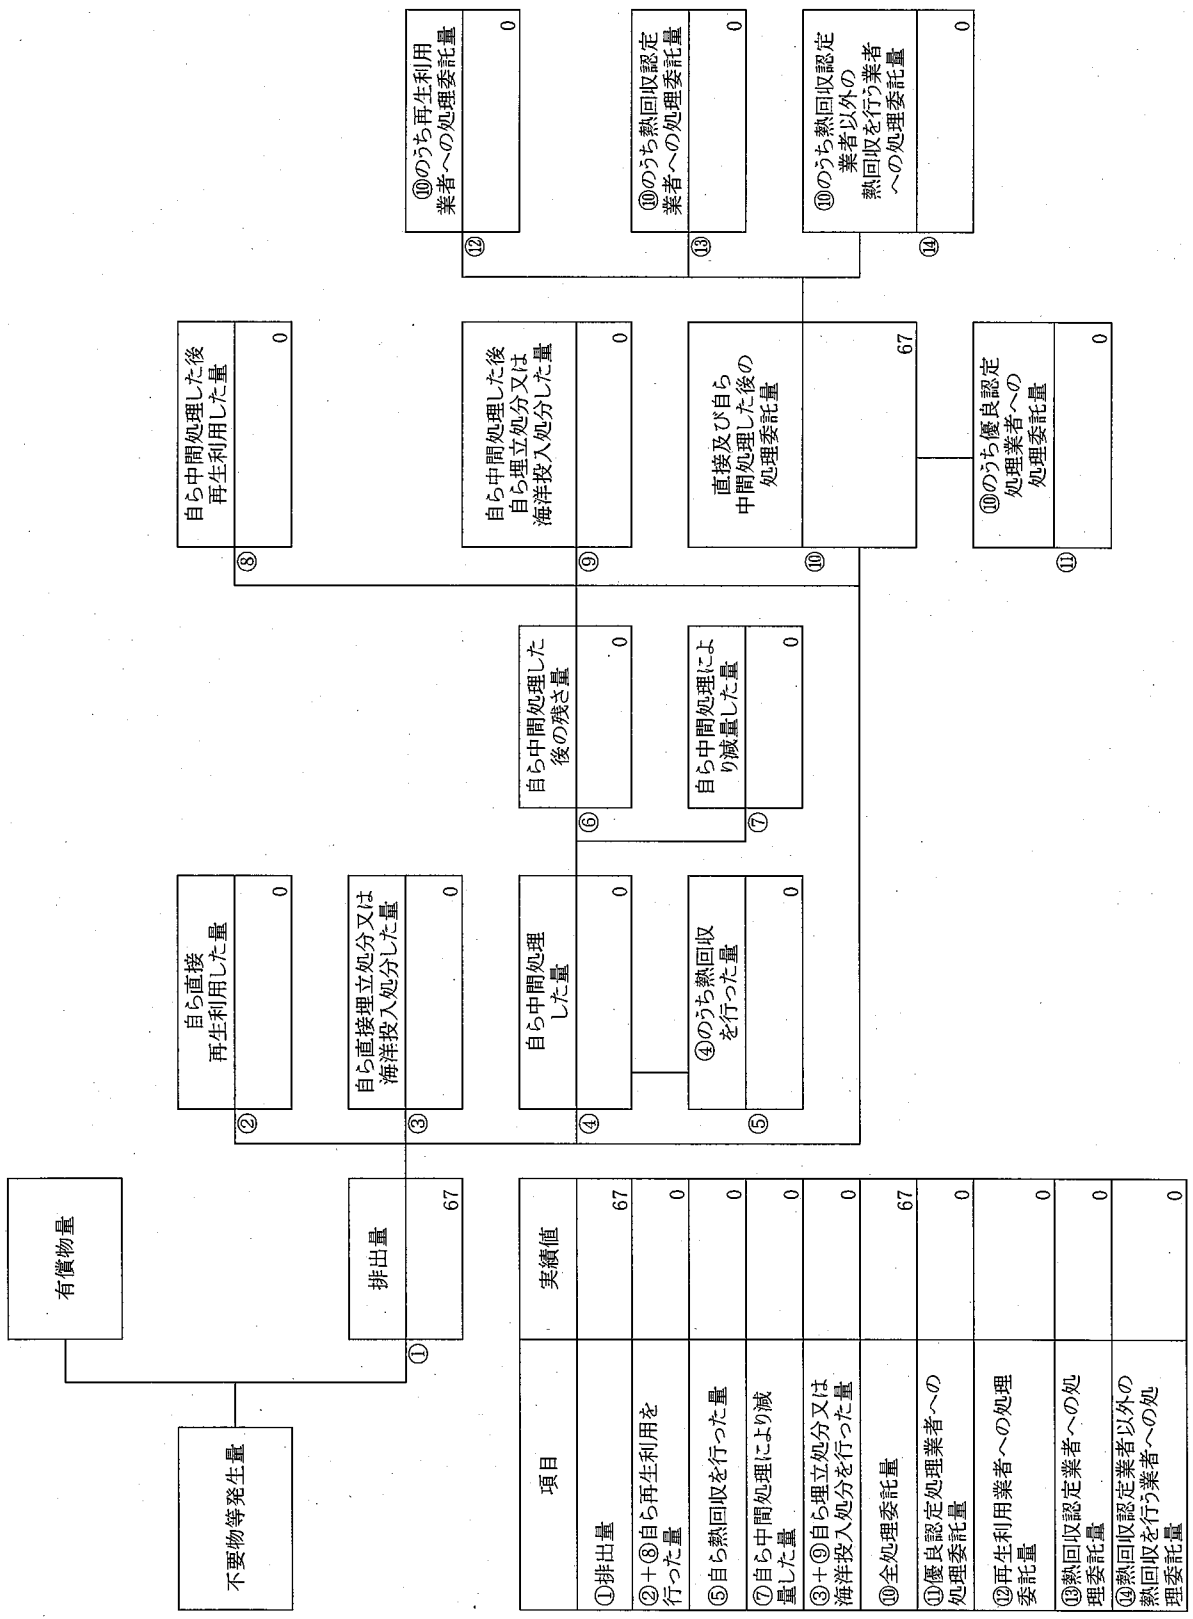 不要物等発生量
有償物量
①
排出量
67
②
自ら直接
再生利用した量
0
③
自ら直接埋立処分又は
海洋投入処分した量
0
④
自ら中間処理
した量
0
⑤
④のうち熱回収
を行った量
0
⑥
自ら中間処理した
後の残さ量
0
⑦
自ら中間処理によ
り減量した量
0
⑧
自ら中間処理した後
再生利用した量
0
⑨
自ら中間処理した後
自ら埋立処分又は
海洋投入処分した量
0
⑩
直接及び自ら
中間処理した後の
処理委託量
67
⑪
⑩のうち優良認定
処理業者への
処理委託量
0
⑫
⑩のうち再生利用
業者への処理委託量
0
⑬
⑩のうち熱回収認定
業者への処理委託量
0
⑭
⑩のうち熱回収認定
業者以外の
熱回収を行う業者
への処理委託量
0
項目 実績値
①排出量 67
②+⑧自ら再生利用を
行った量 0
⑤自ら熱回収を行った量 0
⑦自ら中間処理により減
量した量 0
③+⑨自ら埋立処分又は
海洋投入処分を行った量 0
⑩全処理委託量 67
⑪優良認定処理業者への
処理委託量 0
⑫再生利用業者への処理
委託量 0
⑬熱回収認定業者への処
理委託量 0
⑭熱回収認定業者以外の
熱回収を行う業者への処
理委託量 0